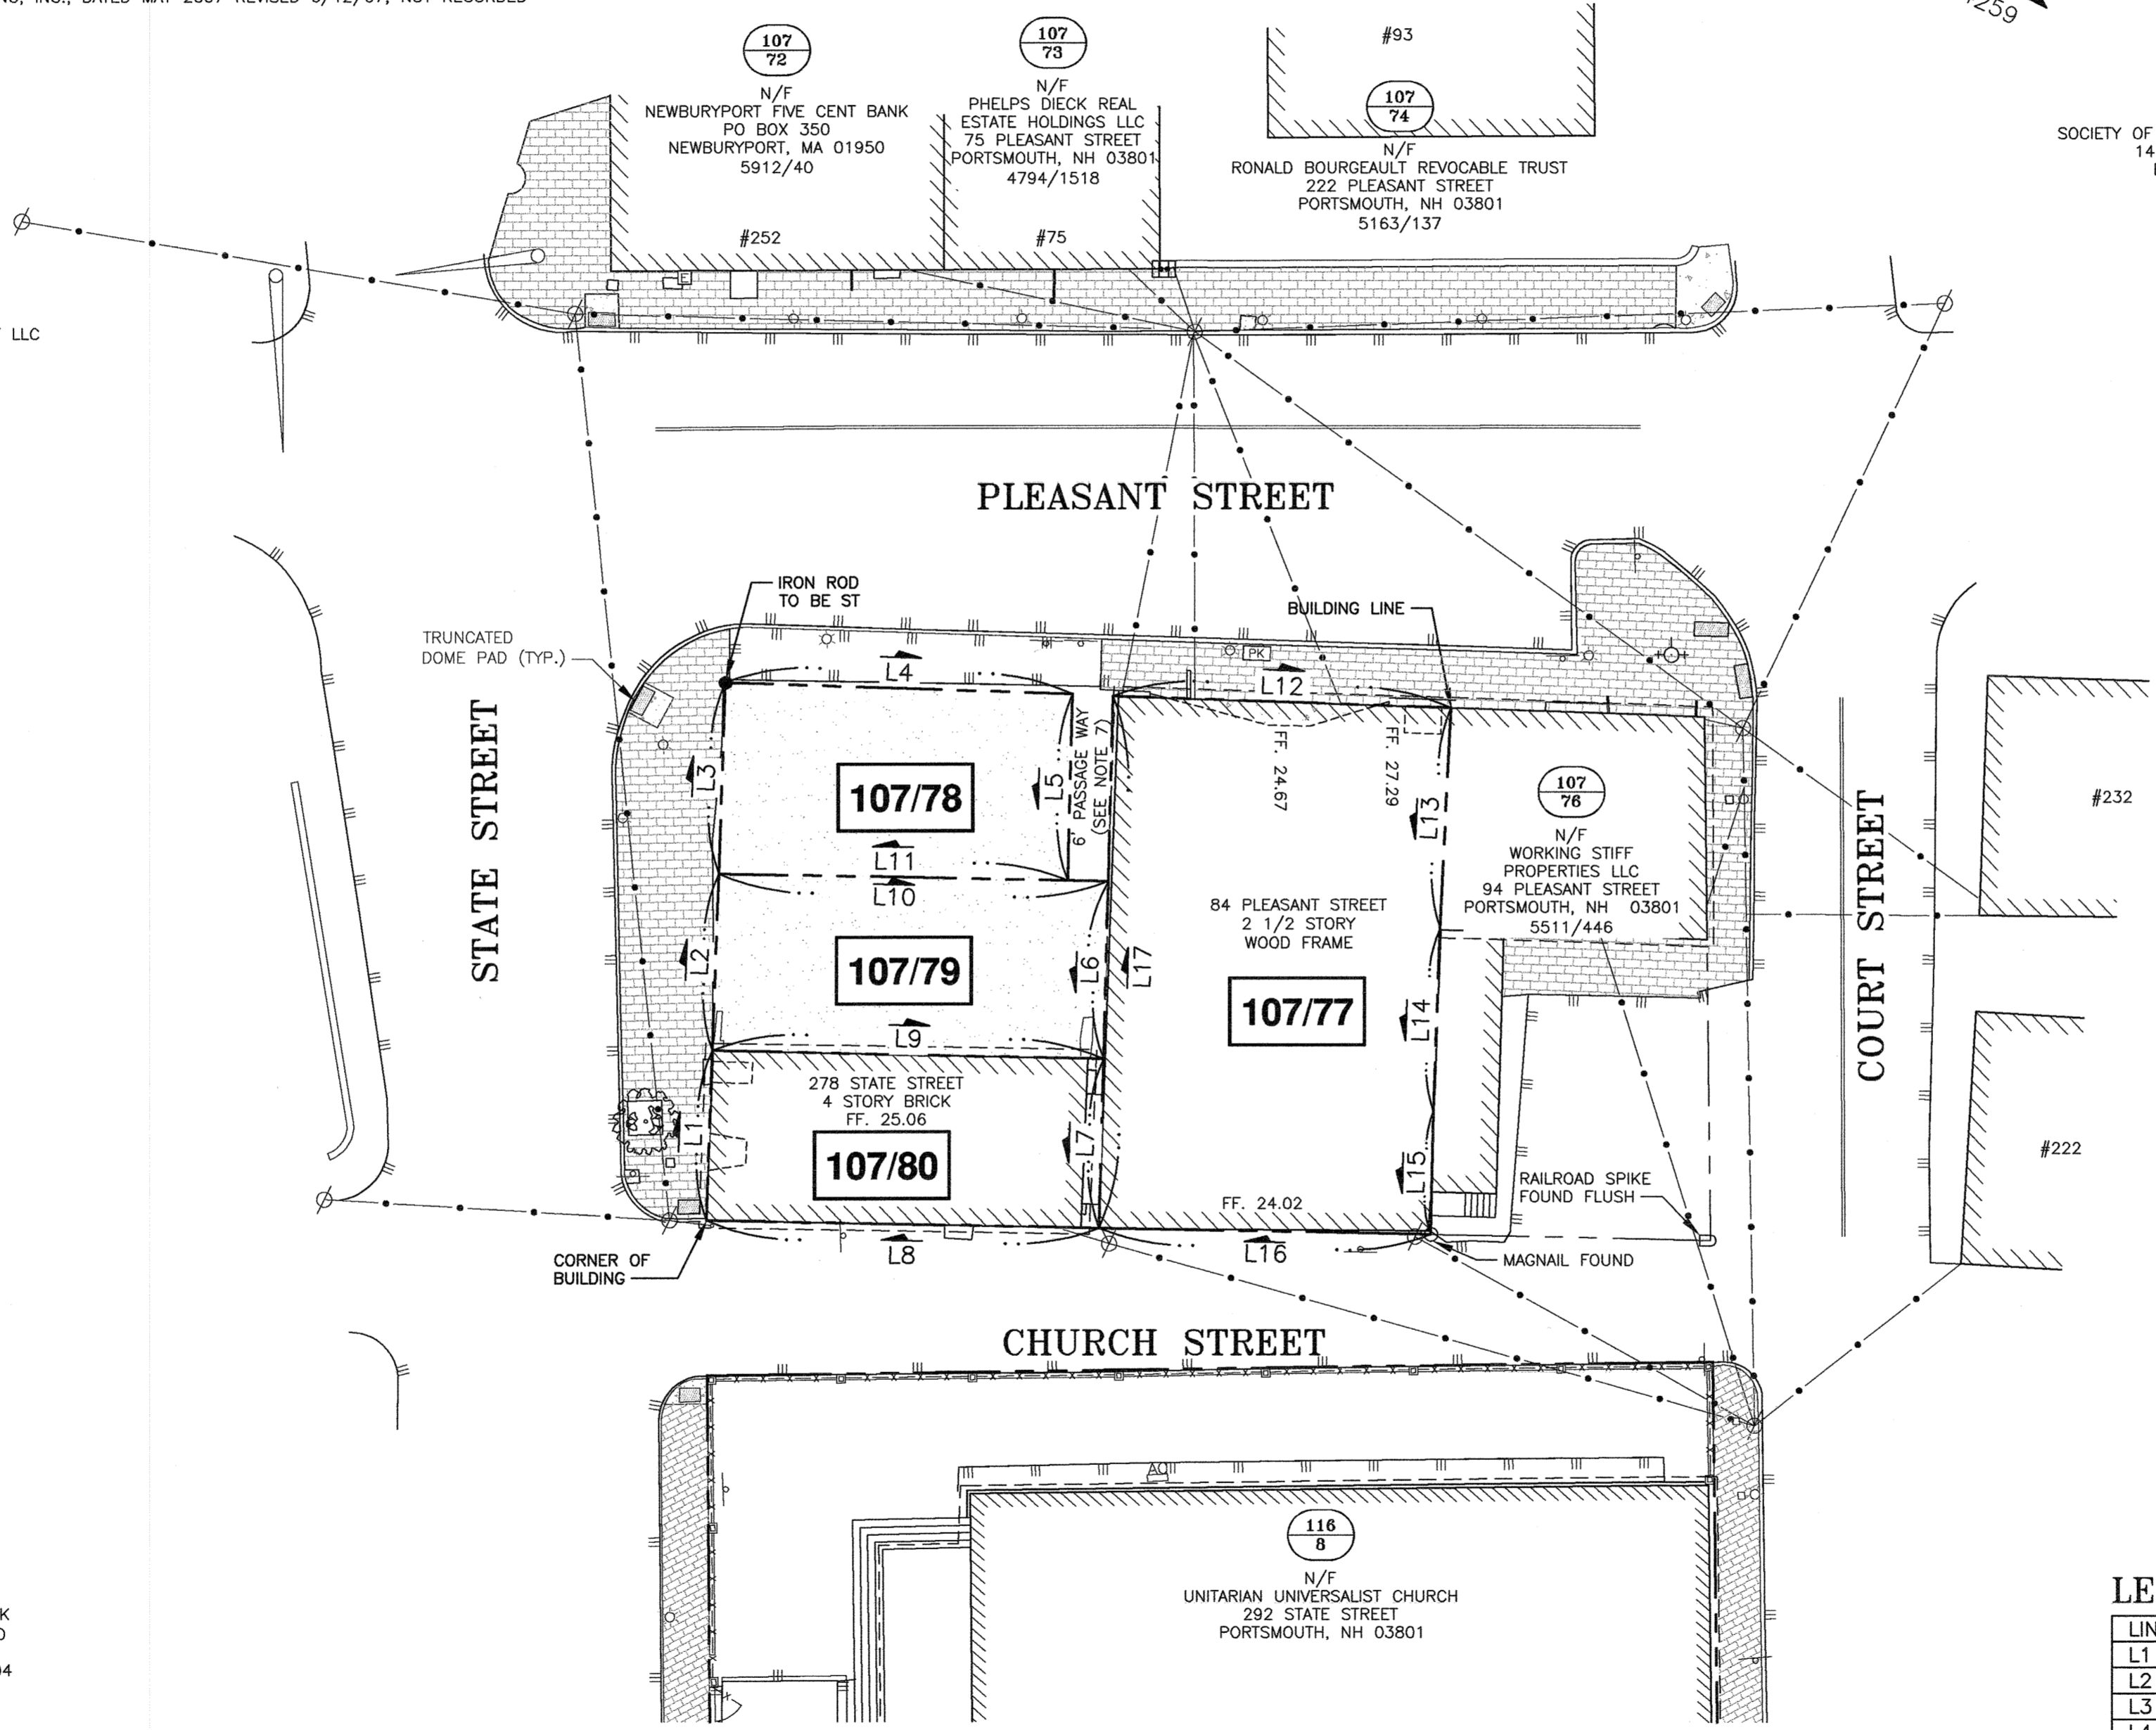 107
72
N/F
NEWBURYPORT FIVE CENT BANK
PO BOX 350
NEWBURYPORT, MA 01950
5912/40
#252
107
73
N/F
PHELPS DIECK REAL
ESTATE HOLDINGS LLC
75 PLEASANT STREET
PORTSMOUTH, NH 03801
4794/1518
#75
#93
107
74
N/F
RONALD BOURGEAULT REVOCABLE TRUST
222 PLEASANT STREET
PORTSMOUTH, NH 03801
5163/137
259
SOCIETY OF
14
LLC
E
PLEASANT STREET
IRON ROD
TO BE ST
BUILDING LINE
TRUNCATED
DOME PAD (TYP.)
PK
L4
L12
STATE STREET
L3
107/78
L5
6' PASSAGE WAY
(SEE NOTE 7)
FF. 24.67
FF. 27.29
L13
107
76
N/F
WORKING STIFF
PROPERTIES LLC
94 PLEASANT STREET
PORTSMOUTH, NH 03801
5511/446
#232
COURT STREET
L11
L10
84 PLEASANT STREET
2 1/2 STORY
WOOD FRAME
L2
107/79
L6
L17
107/77
L14
L9
278 STATE STREET
4 STORY BRICK
FF. 25.06
L1
107/80
L7
L15
#222
RAILROAD SPIKE
FOUND FLUSH
FF. 24.02
CORNER OF
BUILDING
L8
L16
MAGNAIL FOUND
CHURCH STREET
AC
116
8
N/F
UNITARIAN UNIVERSALIST CHURCH
292 STATE STREET
PORTSMOUTH, NH 03801
K
04
LE
LIN
L1
L2
L3